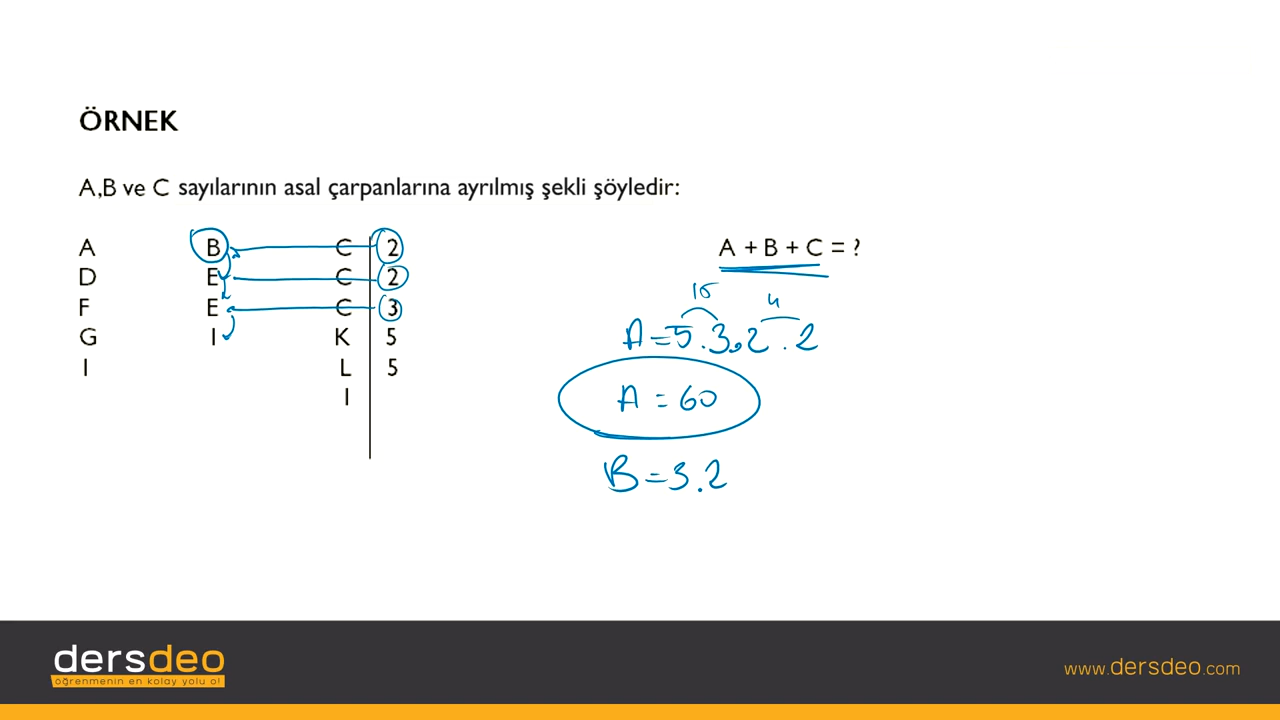 ÖRNEK
A,B ve C sayılarının asal çarpanlarına ayrılmış şekli şöyledir:
A B C 2
D E C 2
F E C 3
G I K 5
I L 5
I
A + B + C = ?
15 4
A = 5.3.2.2
A = 60
B = 3.2
dersdeo
öğrenmenin en kolay yolu o!
www.dersdeo.com